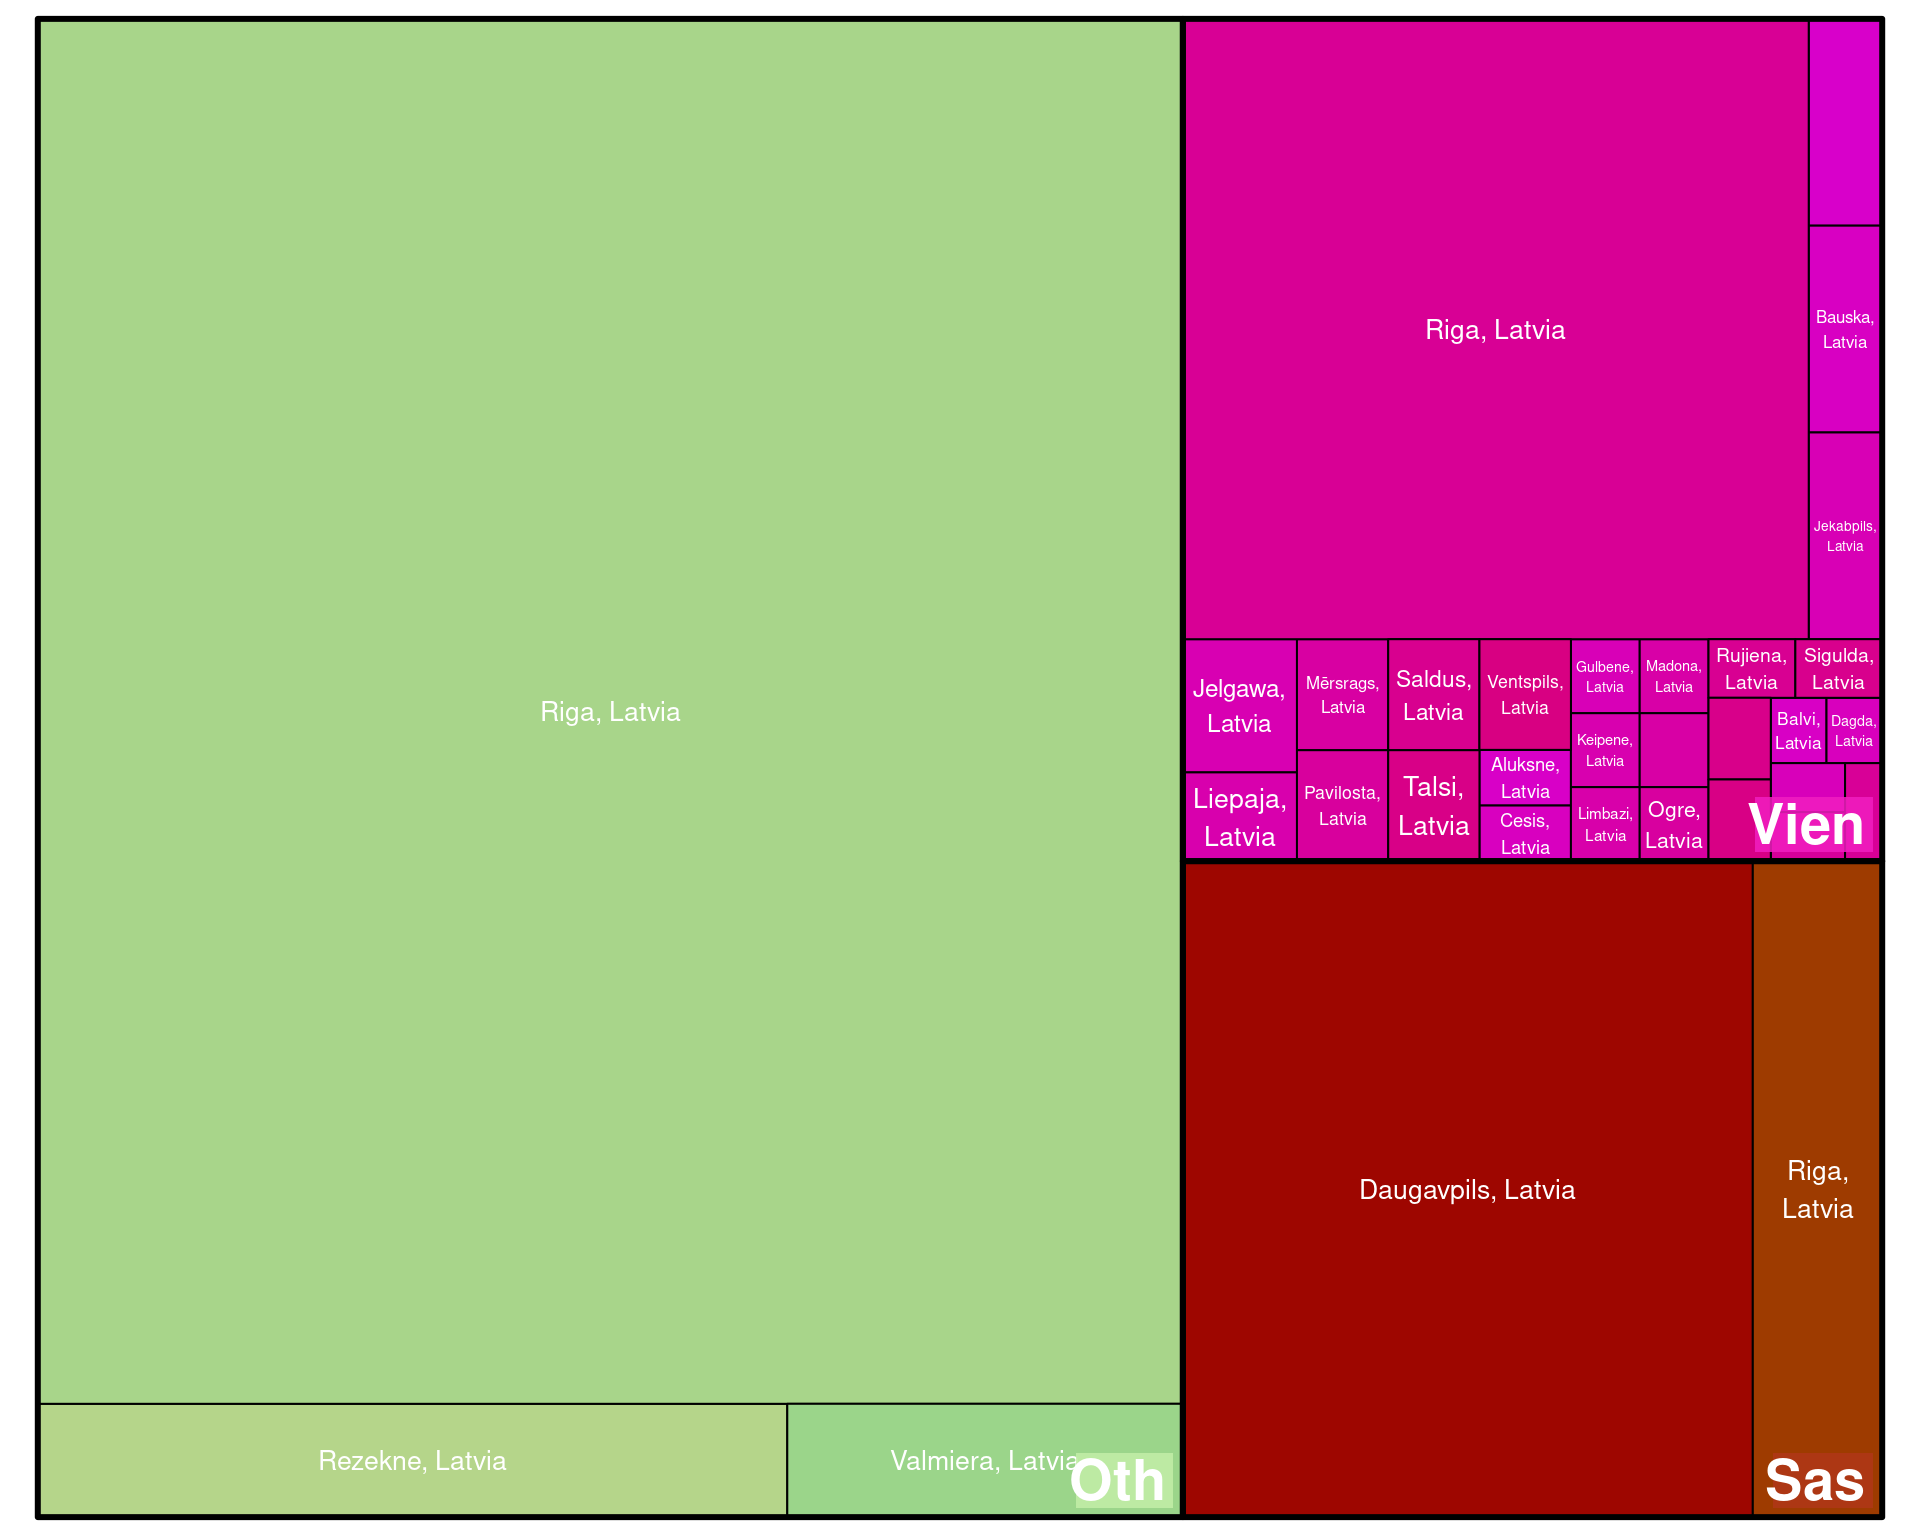 Riga, Latvia
Rezekne, Latvia
Valmiera, Latvia
Oth
Riga, Latvia
Bauska,
Latvia
Jekabpils,
Latvia
Jelgawa,
Latvia
Liepaja,
Latvia
Mērsrags,
Latvia
Pavilosta,
Latvia
Saldus,
Latvia
Talsi,
Latvia
Ventspils,
Latvia
Aluksne,
Latvia
Cesis,
Latvia
Gulbene,
Latvia
Keipene,
Latvia
Limbazi,
Latvia
Madona,
Latvia
Ogre,
Latvia
Rujiena,
Latvia
Sigulda,
Latvia
Balvi,
Latvia
Dagda,
Latvia
Vien
Daugavpils, Latvia
Riga,
Latvia
Sas